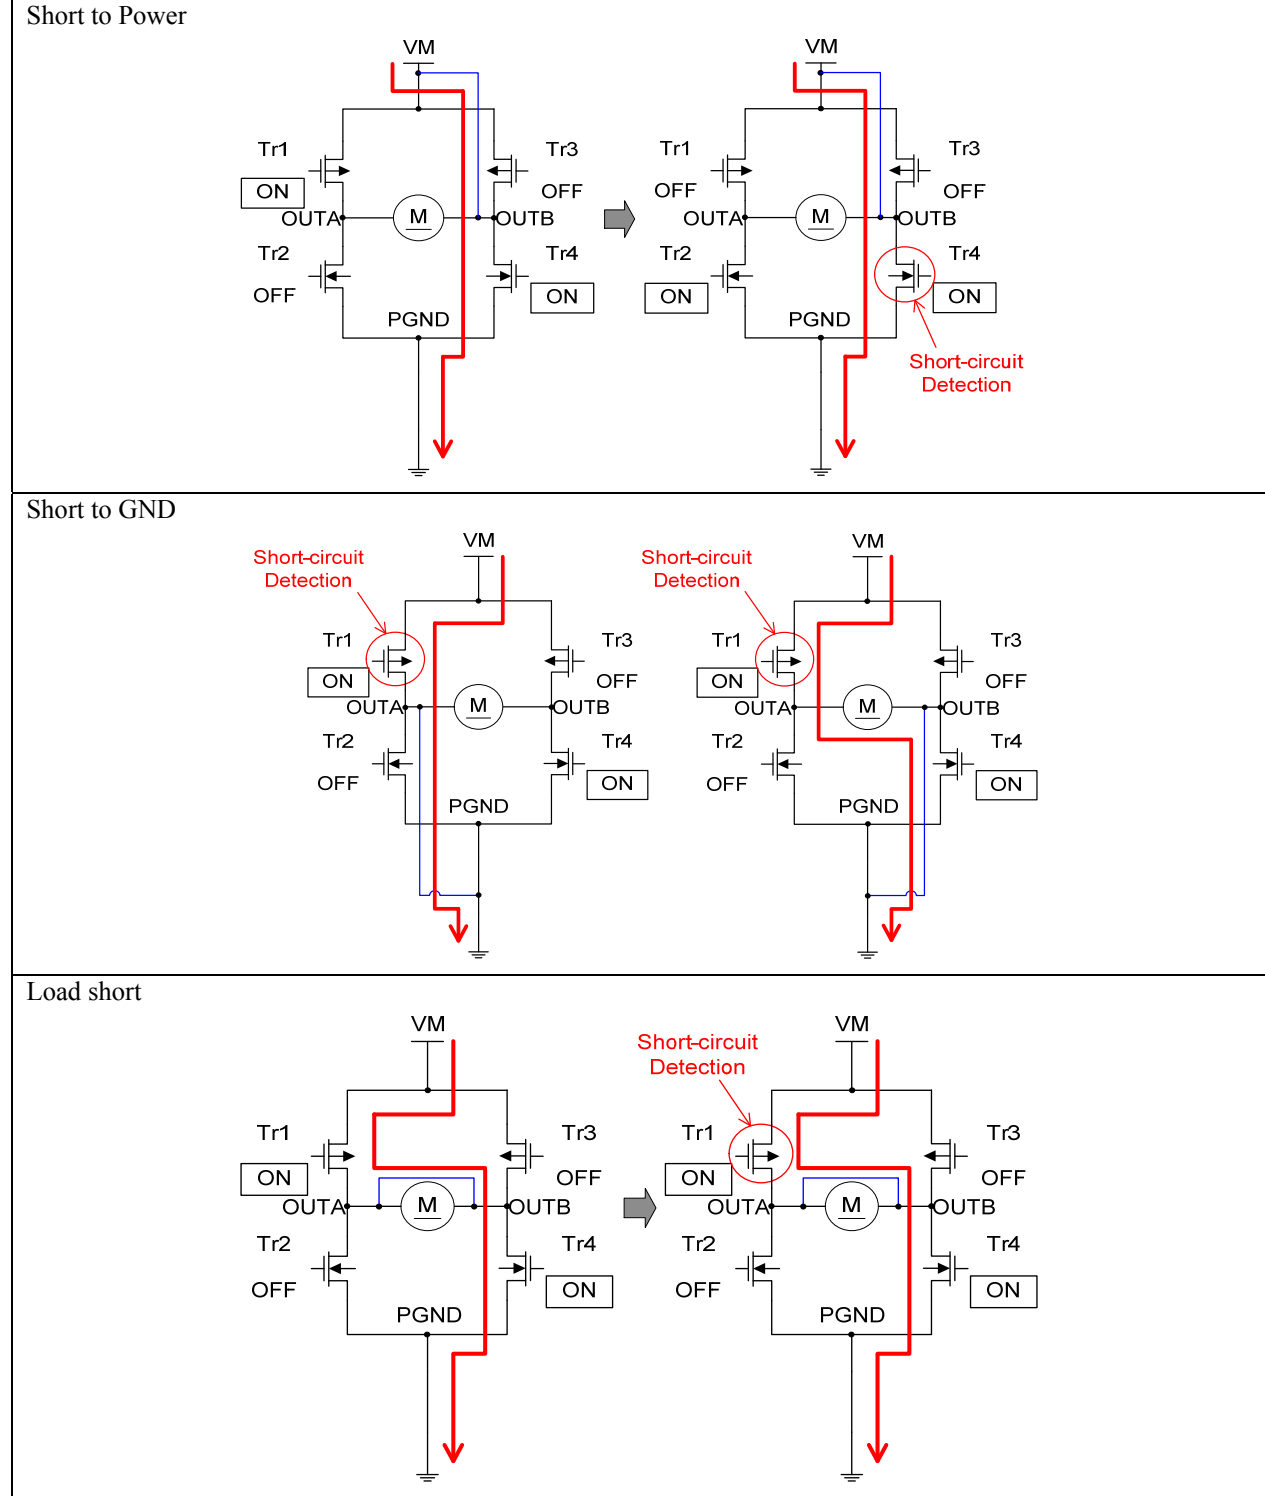 Short to Power
VM
Tr1
ON
Tr3
OFF
OUTA
M
OUTB
Tr2
OFF
Tr4
ON
PGND
VM
Tr1
OFF
Tr3
OFF
OUTA
M
OUTB
Tr2
ON
Tr4
ON
PGND
Short-circuit
Detection
Short to GND
Short-circuit
Detection
VM
Tr1
ON
Tr3
OFF
OUTA
M
OUTB
Tr2
OFF
Tr4
ON
PGND
Short-circuit
Detection
VM
Tr1
ON
Tr3
OFF
OUTA
M
OUTB
Tr2
OFF
Tr4
ON
PGND
Load short
VM
Tr1
ON
Tr3
OFF
OUTA
M
OUTB
Tr2
OFF
Tr4
ON
PGND
Short-circuit
Detection
VM
Tr1
ON
Tr3
OFF
OUTA
M
OUTB
Tr2
OFF
Tr4
ON
PGND